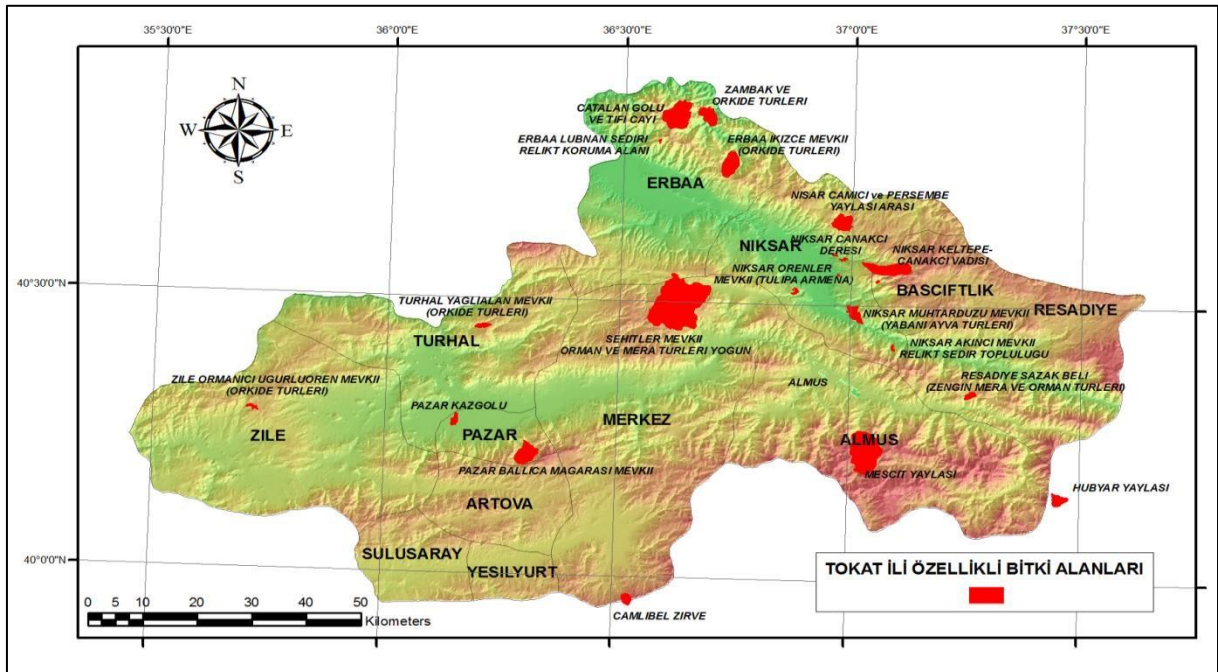 35°30'0"E
36°0'0"E
36°30'0"E
37°0'0"E
37°30'0"E
N
W
E
S
ZAMBAK VE
ORKIDE TURLERI
CATALAN GOLU
VE TIFI CAYI
ERBAA LUBNAN SEDIRI
RELIKT KORUMA ALANI
ERBAA IKIZCE MEVKII
(ORKIDE TURLERI)
ERBAA
NISAR CAMICI ve PERSEMBE
YAYLASI ARASI
NIKSAR
NIKSAR CANAKCI
DERESI
NIKSAR KELTEPE-
CANAKCI VADISI
NIKSAR ORENLER
MEVKII (TULIPA ARMENA)
BASCIFTLIK
RESADIYE
40°30'0"N
40°30'0"N
TURHAL YAGLIALAN MEVKII
(ORKIDE TURLERI)
TURHAL
SEHITLER MEVKII
ORMAN VE MERA TURLERI YOGUN
NIKSAR MUHTARDUZU MEVKII
(YABANI AYVA TURLERI)
NIKSAR AKINCI MEVKII
RELIKT SEDIR TOPLULUGU
ZILE ORMANICI UGURLUOREN MEVKII
(ORKIDE TURLERI)
ALMUS
RESADIYE SAZAK BELI
(ZENGIN MERA VE ORMAN TURLERI)
PAZAR KAZGOLU
ZILE
PAZAR
MERKEZ
ALMUS
PAZAR BALLICA MAGARASI MEVKII
MESCIT YAYLASI
HUBYAR YAYLASI
ARTOVA
40°0'0"N
40°0'0"N
SULUSARAY
YESILYURT
TOKAT İLİ ÖZELLİKLİ BİTKİ ALANLARI
0 5 10 20 30 40 50
Kilometers
CAMLIBEL ZIRVE